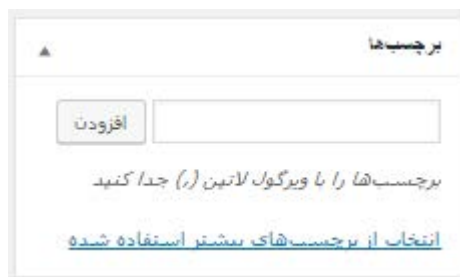 برچسب‌ها
افزودن
برچسب‌ها را با ویرگول لاتین (,) جدا کنید
انتخاب از برچسب‌های بیشتر استفاده شده